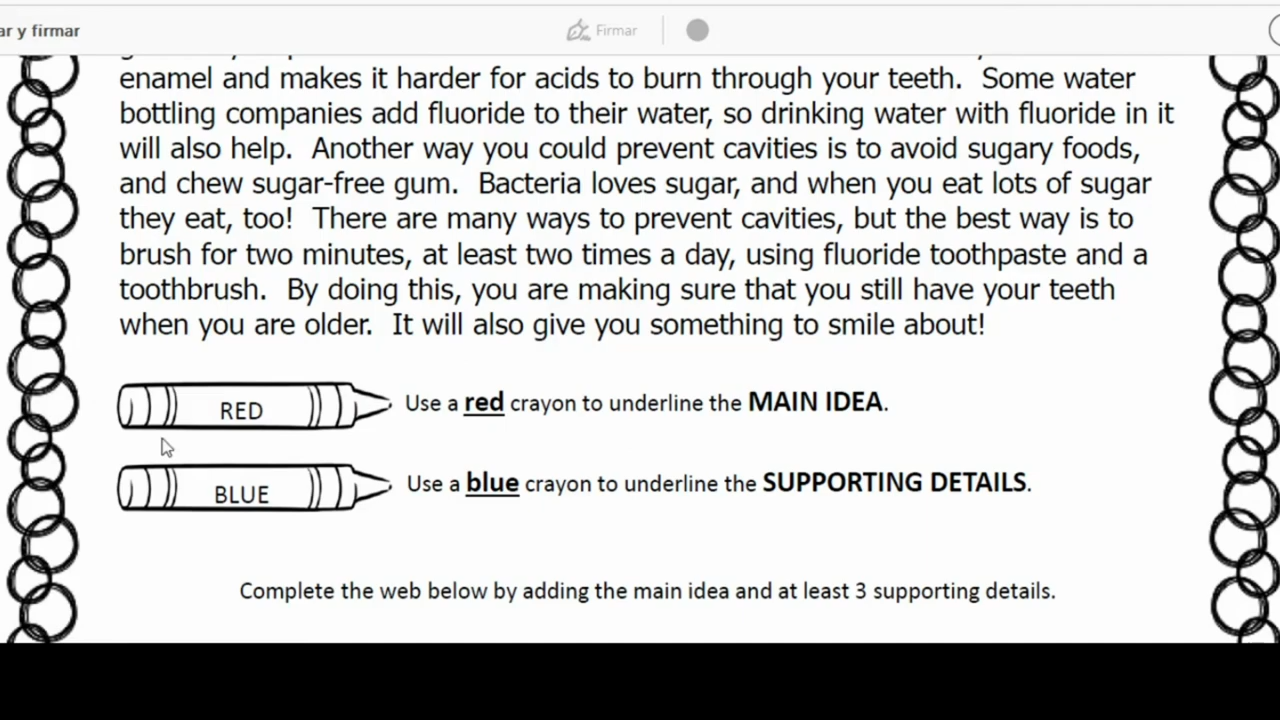 ar y firmar
Firmar
enamel and makes it harder for acids to burn through your teeth. Some water
bottling companies add fluoride to their water, so drinking water with fluoride in it
will also help. Another way you could prevent cavities is to avoid sugary foods,
and chew sugar-free gum. Bacteria loves sugar, and when you eat lots of sugar
they eat, too! There are many ways to prevent cavities, but the best way is to
brush for two minutes, at least two times a day, using fluoride toothpaste and a
toothbrush. By doing this, you are making sure that you still have your teeth
when you are older. It will also give you something to smile about!
RED
Use a red crayon to underline the MAIN IDEA.
BLUE
Use a blue crayon to underline the SUPPORTING DETAILS.
Complete the web below by adding the main idea and at least 3 supporting details.